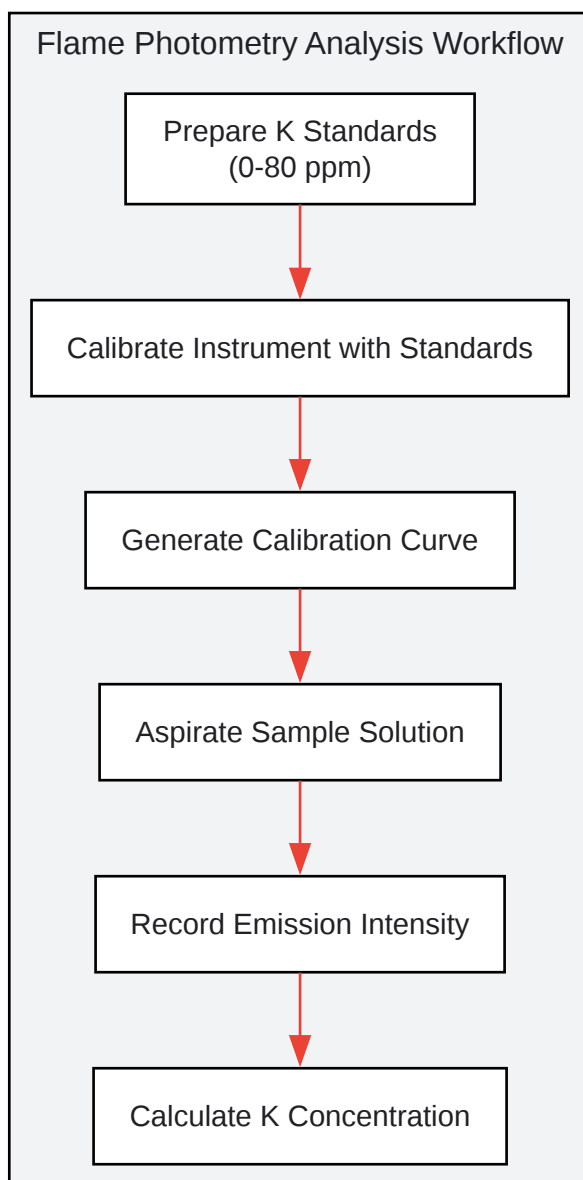 Flame Photometry Analysis Workflow
Prepare K Standards
(0-80 ppm)
Calibrate Instrument with Standards
Generate Calibration Curve
Aspirate Sample Solution
Record Emission Intensity
Calculate K Concentration